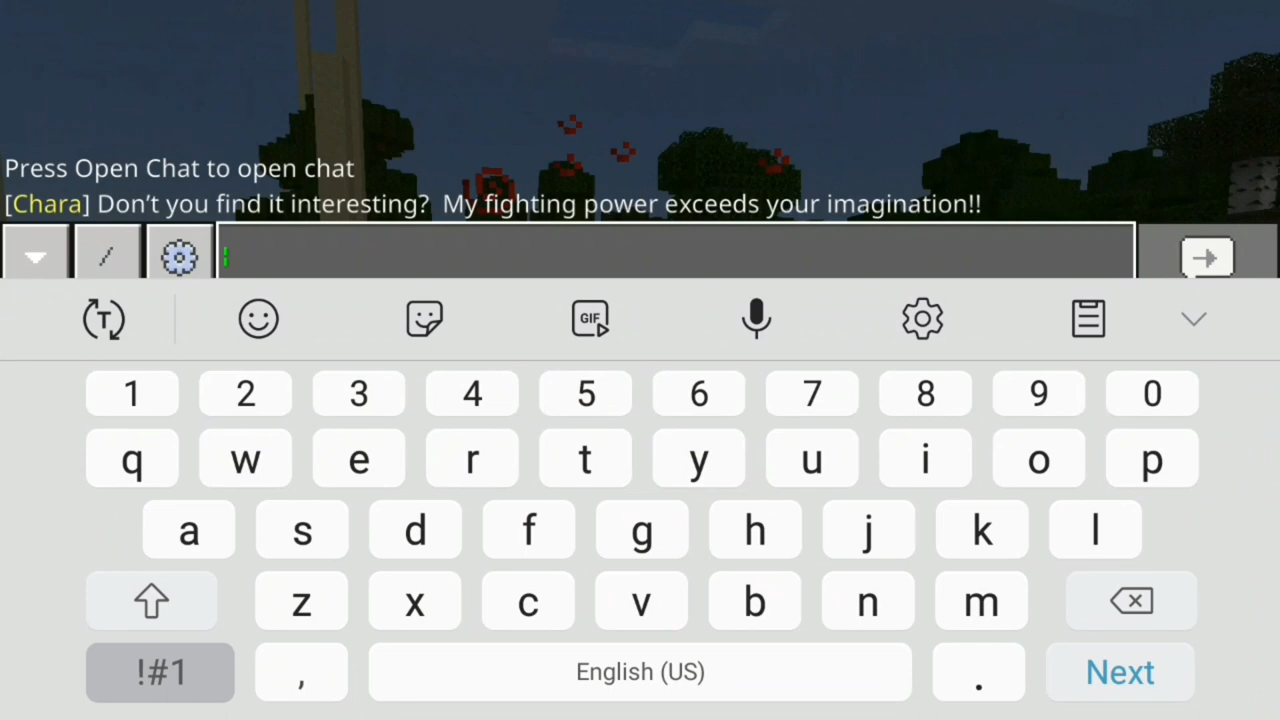 Press Open Chat to open chat
[Chara] Don't you find it interesting?  My fighting power exceeds your imagination!!
/
T
GIF
1 2 3 4 5 6 7 8 9 0
q w e r t y u i o p
a s d f g h j k l
z x c v b n m
!#1 , English (US) . Next